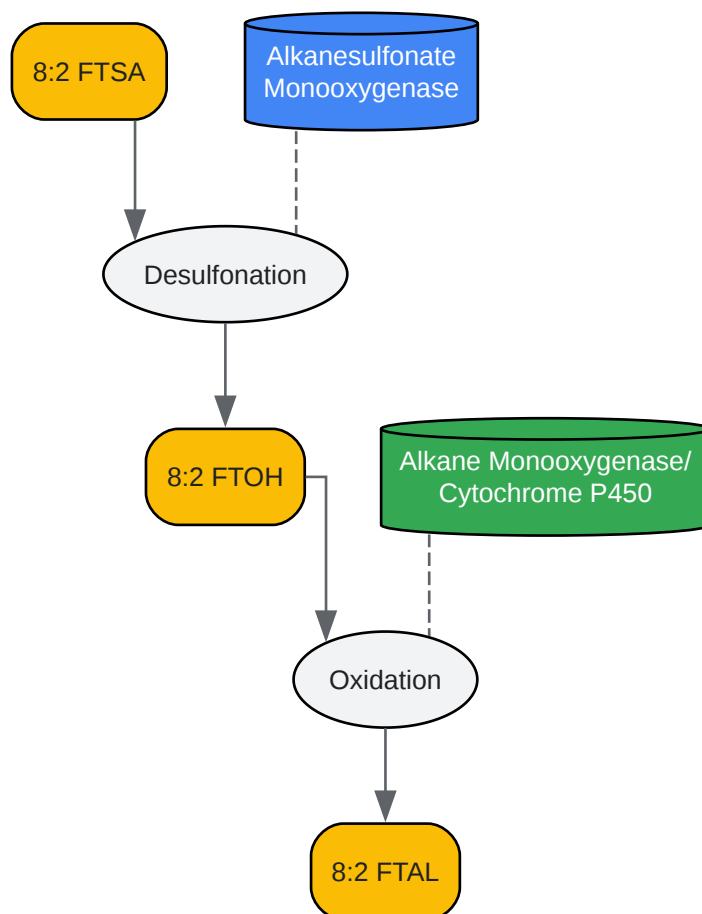 8:2 FTSA
Alkanesulfonate
Monooxygenase
Desulfonation
8:2 FTOH
Alkane Monooxygenase/
Cytochrome P450
Oxidation
8:2 FTAL